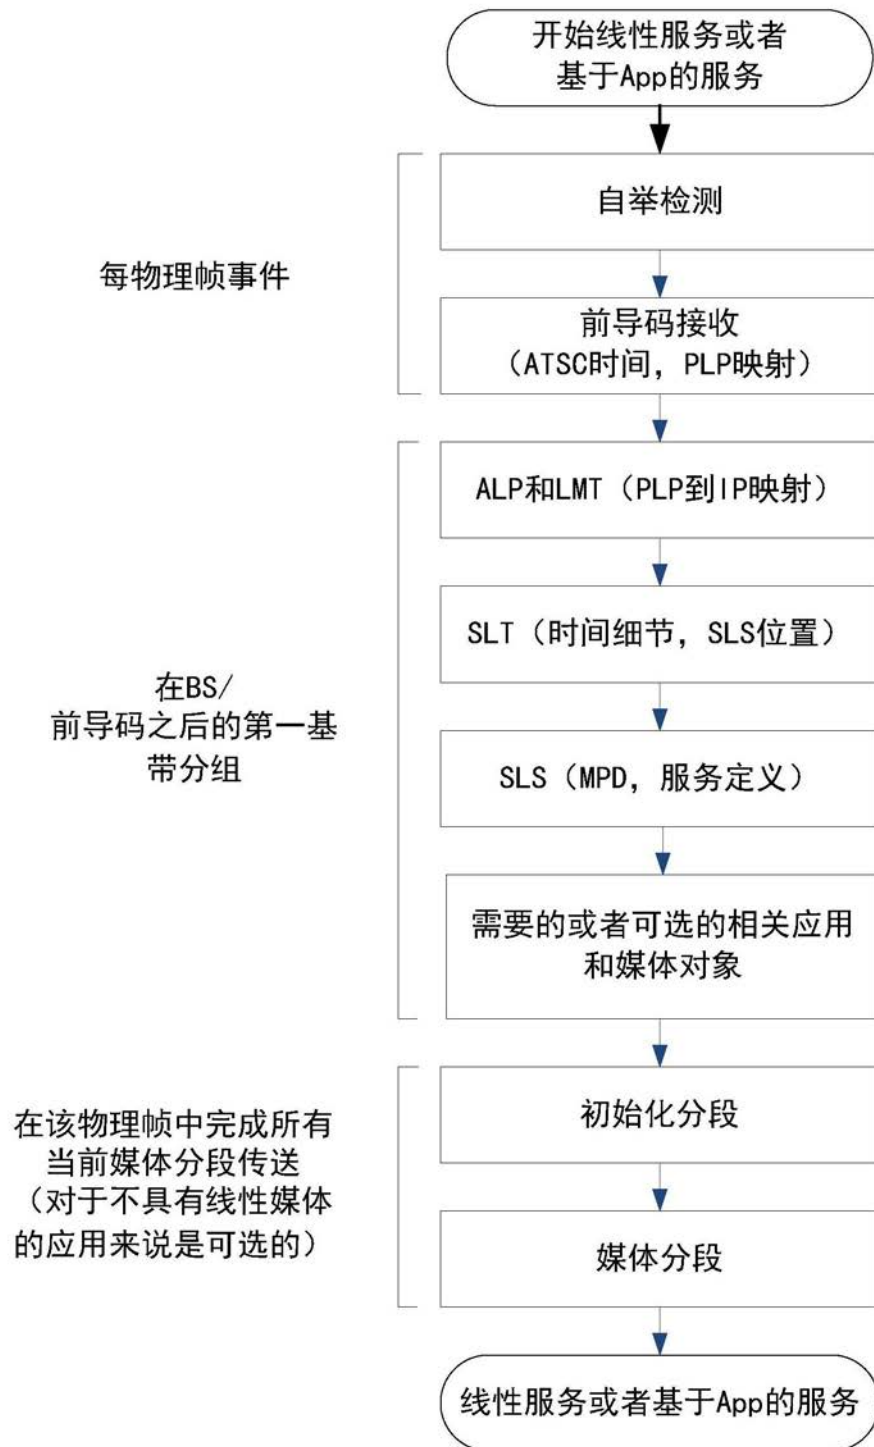 开始线性服务或者
基于App的服务
自举检测
每物理帧事件
前导码接收
（ATSC时间，PLP映射）
ALP和LMT（PLP到IP映射）
SLT（时间细节，SLS位置）
在BS/
前导码之后的第一基
带分组
SLS（MPD，服务定义）
需要的或者可选的相关应用
和媒体对象
初始化分段
在该物理帧中完成所有
当前媒体分段传送
（对于不具有线性媒体
的应用来说是可选的）
媒体分段
线性服务或者基于App的服务